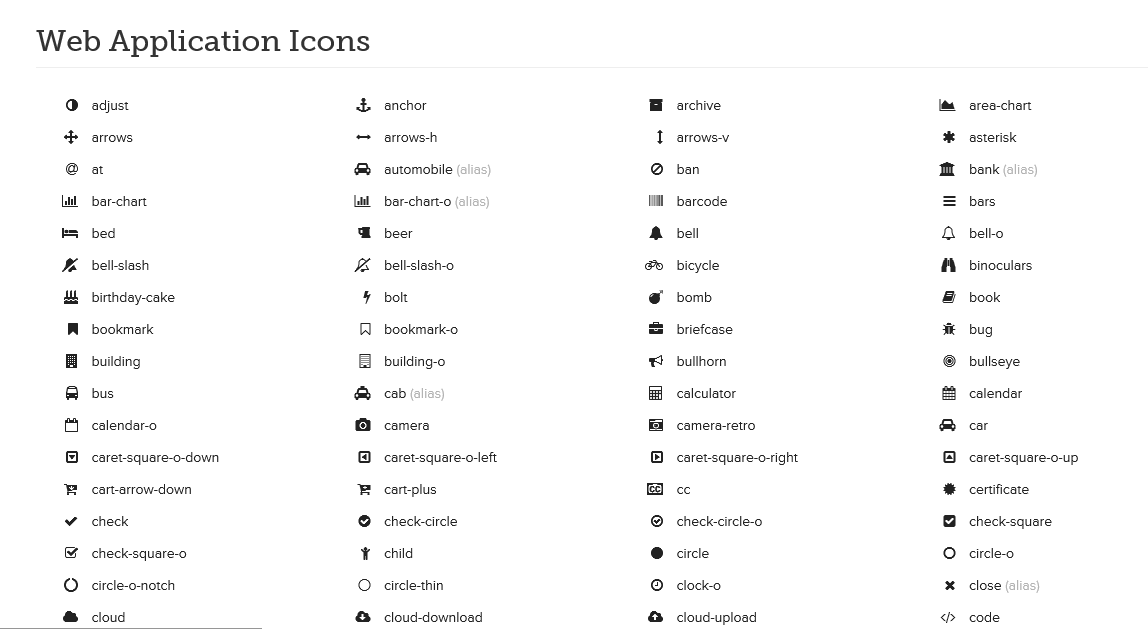 Web Application Icons
adjust anchor archive area-chart
arrows arrows-h arrows-v asterisk
at automobile (alias) ban bank (alias)
bar-chart bar-chart-o (alias) barcode bars
bed beer bell bell-o
bell-slash bell-slash-o bicycle binoculars
birthday-cake bolt bomb book
bookmark bookmark-o briefcase bug
building building-o bullhorn bullseye
bus cab (alias) calculator calendar
calendar-o camera camera-retro car
caret-square-o-down caret-square-o-left caret-square-o-right caret-square-o-up
cart-arrow-down cart-plus cc certificate
check check-circle check-circle-o check-square
check-square-o child circle circle-o
circle-o-notch circle-thin clock-o close (alias)
cloud cloud-download cloud-upload code